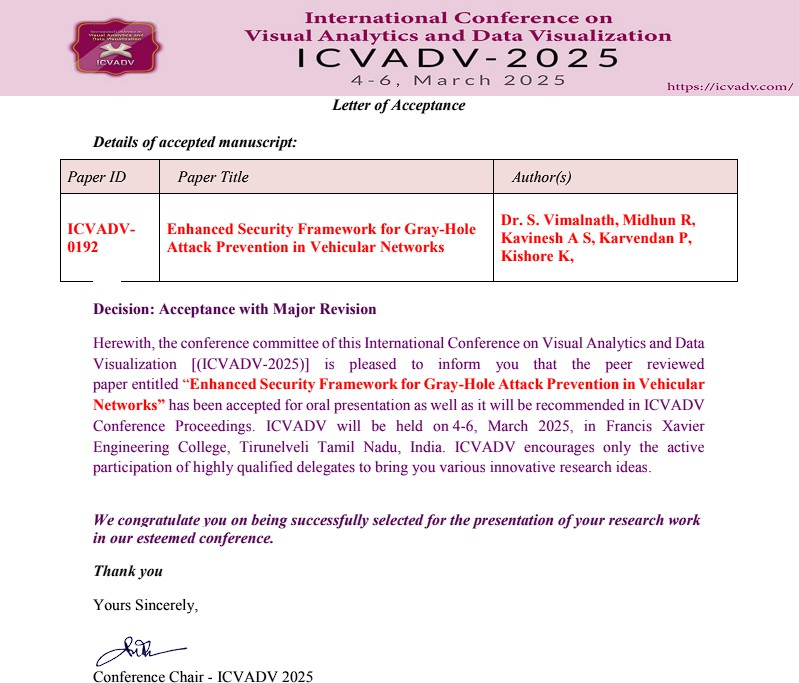 International Conference on
Visual Analytics and Data Visualization
ICVADV-2025
4-6, March 2025
https://icvadv.com/
International Conference on
Visual Analytics and
Data Visualization
ICVADV
Letter of Acceptance
Details of accepted manuscript:
Paper ID Paper Title Author(s)
ICVADV-0192 Enhanced Security Framework for Gray-Hole Attack Prevention in Vehicular Networks Dr. S. Vimalnath, Midhun R, Kavinesh A S, Karvendan P, Kishore K,
Decision: Acceptance with Major Revision
Herewith, the conference committee of this International Conference on Visual Analytics and Data
Visualization [(ICVADV-2025)] is pleased to inform you that the peer reviewed
paper entitled “Enhanced Security Framework for Gray-Hole Attack Prevention in Vehicular
Networks” has been accepted for oral presentation as well as it will be recommended in ICVADV
Conference Proceedings. ICVADV will be held on 4-6, March 2025, in Francis Xavier
Engineering College, Tirunelveli Tamil Nadu, India. ICVADV encourages only the active
participation of highly qualified delegates to bring you various innovative research ideas.
We congratulate you on being successfully selected for the presentation of your research work
in our esteemed conference.
Thank you
Yours Sincerely,
Conference Chair - ICVADV 2025